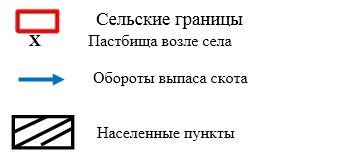 Сельские границы
X Пастбища возле села
Обороты выпаса скота
Населенные пункты